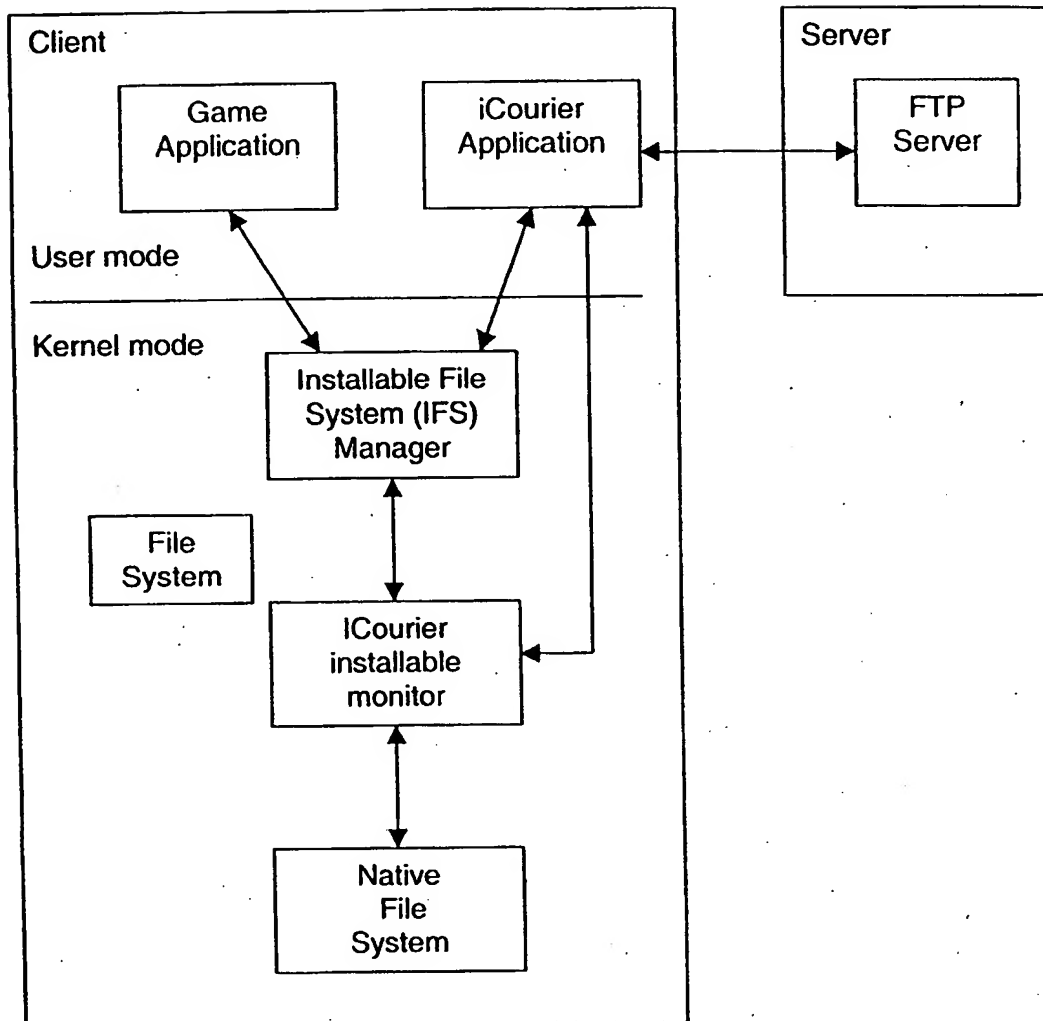 Client
Server
Game
Application
iCourier
Application
FTP
Server
User mode
Kernel mode
Installable File
System (IFS)
Manager
File
System
ICourier
installable
monitor
Native
File
System